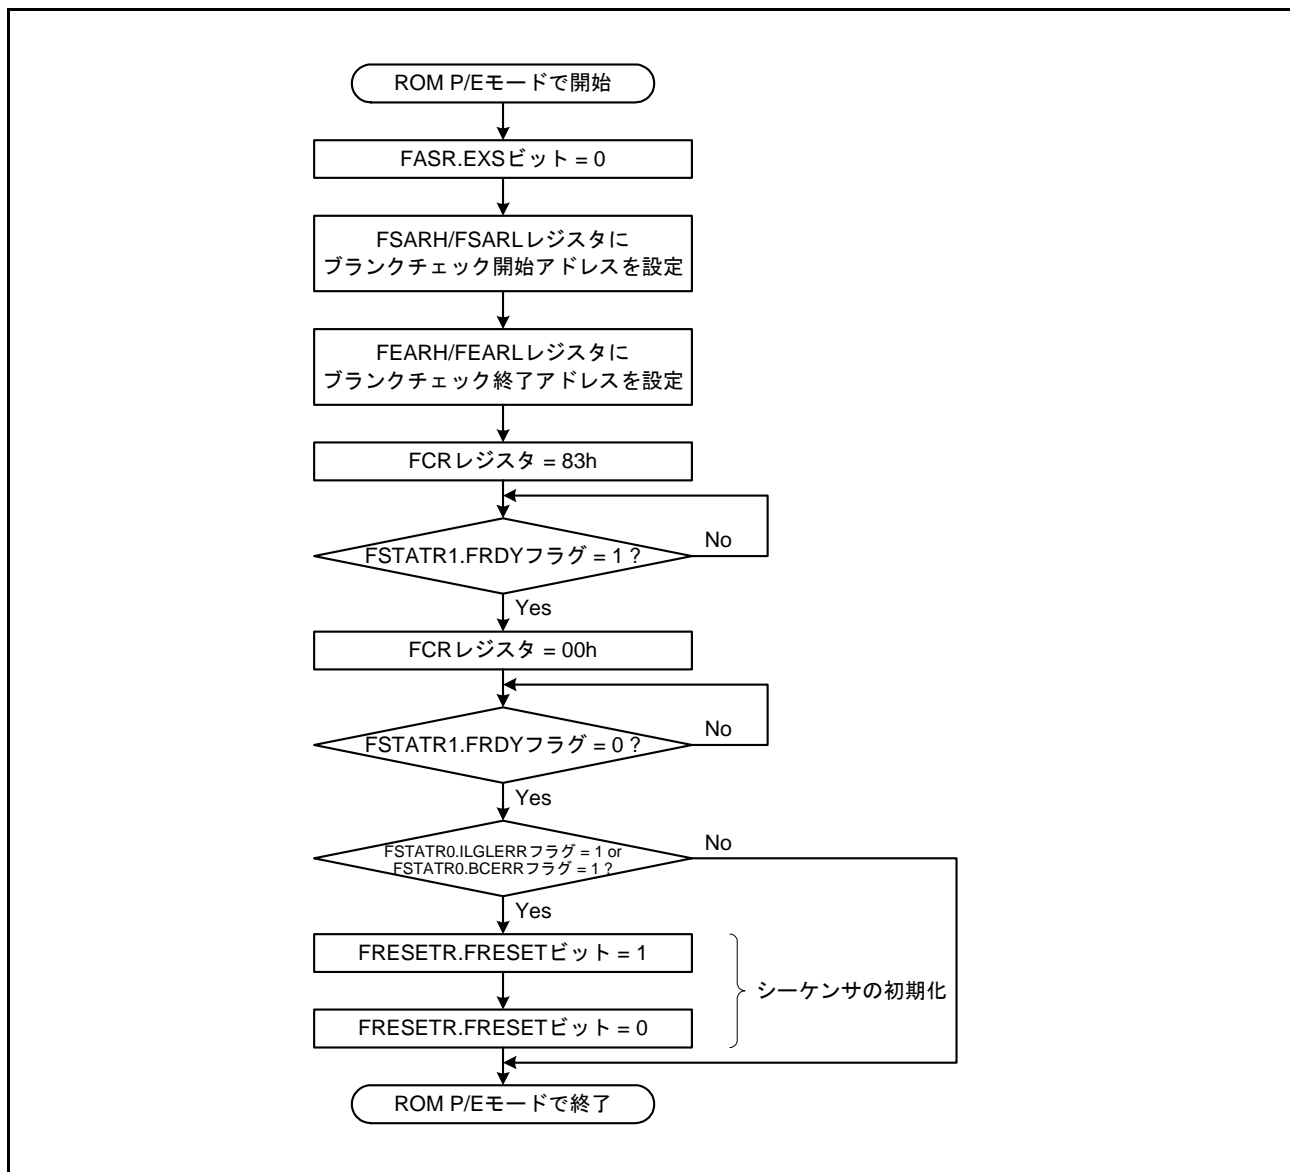 ROM P/Eモードで開始
FASR.EXSビット = 0
FSARH/FSARLレジスタに
ブランクチェック開始アドレスを設定
FEARH/FEARLレジスタに
ブランクチェック終了アドレスを設定
FCRレジスタ = 83h
FSTATR1.FRDYフラグ = 1 ?
No
Yes
FCRレジスタ = 00h
FSTATR1.FRDYフラグ = 0 ?
No
Yes
FSTATR0.ILGLERRフラグ = 1 or
FSTATR0.BCERRフラグ = 1 ?
No
Yes
FRESETR.FRESETビット = 1
シーケンサの初期化
FRESETR.FRESETビット = 0
ROM P/Eモードで終了